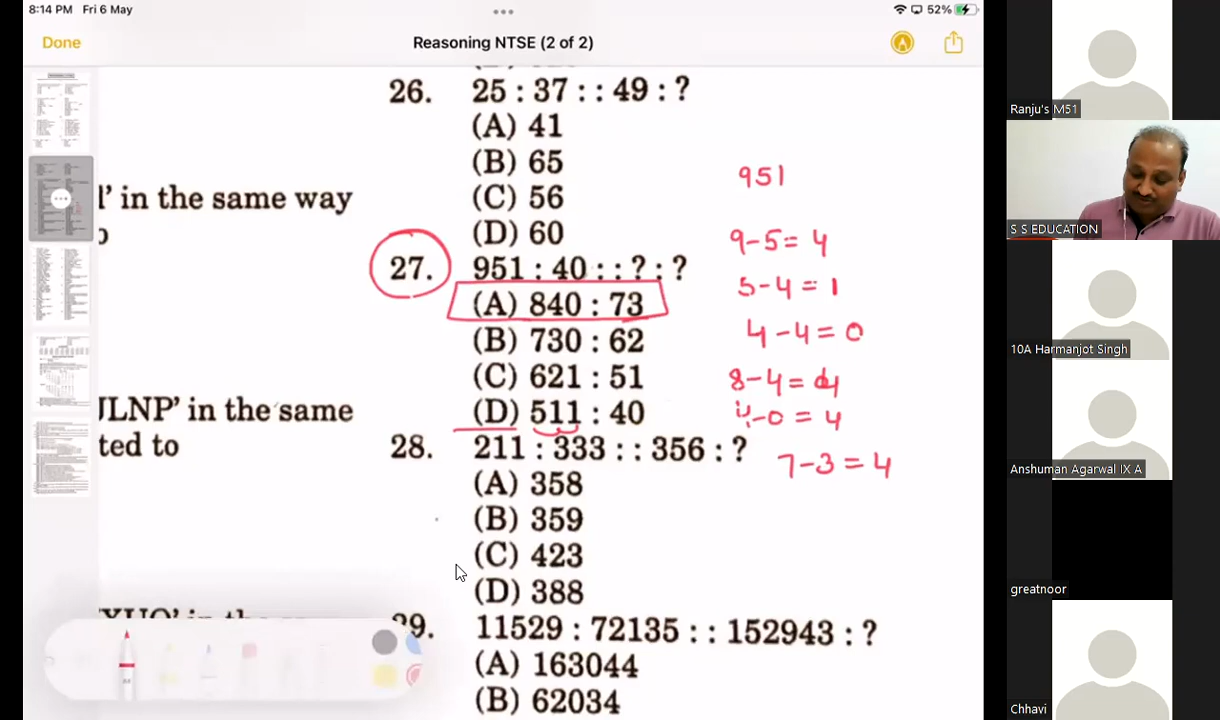 8:14 PM Fri 6 May
52%
Done
Reasoning NTSE (2 of 2)
26. 25 : 37 : : 49 : ?
(A) 41
(B) 65
(C) 56
(D) 60
27. 951 : 40 : : ? : ?
(A) 840 : 73
(B) 730 : 62
(C) 621 : 51
(D) 511 : 40
28. 211 : 333 : : 356 : ?
(A) 358
(B) 359
(C) 423
(D) 388
29. 11529 : 72135 : : 152943 : ?
(A) 163044
(B) 62034
' in the same way
JLNP' in the same
ted to
951
9-5= 4
5-4 = 1
4-4= 0
8-4= 4
4-0 = 4
7-3 = 4
Ranju's M51
S S EDUCATION
10A Harmanjot Singh
Anshuman Agarwal IX A
greatnoor
Chhavi